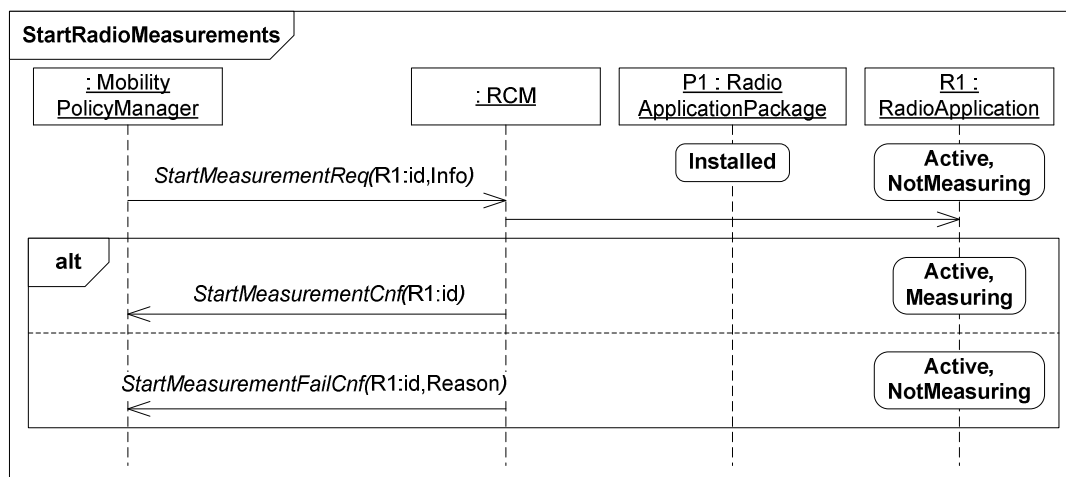 StartRadioMeasurements
: Mobility
PolicyManager
: RCM
P1 : Radio
ApplicationPackage
R1 :
RadioApplication
Installed
Active,
NotMeasuring
StartMeasurementReq(R1:id,Info)
alt
Active,
Measuring
StartMeasurementCnf(R1:id)
Active,
NotMeasuring
StartMeasurementFailCnf(R1:id,Reason)